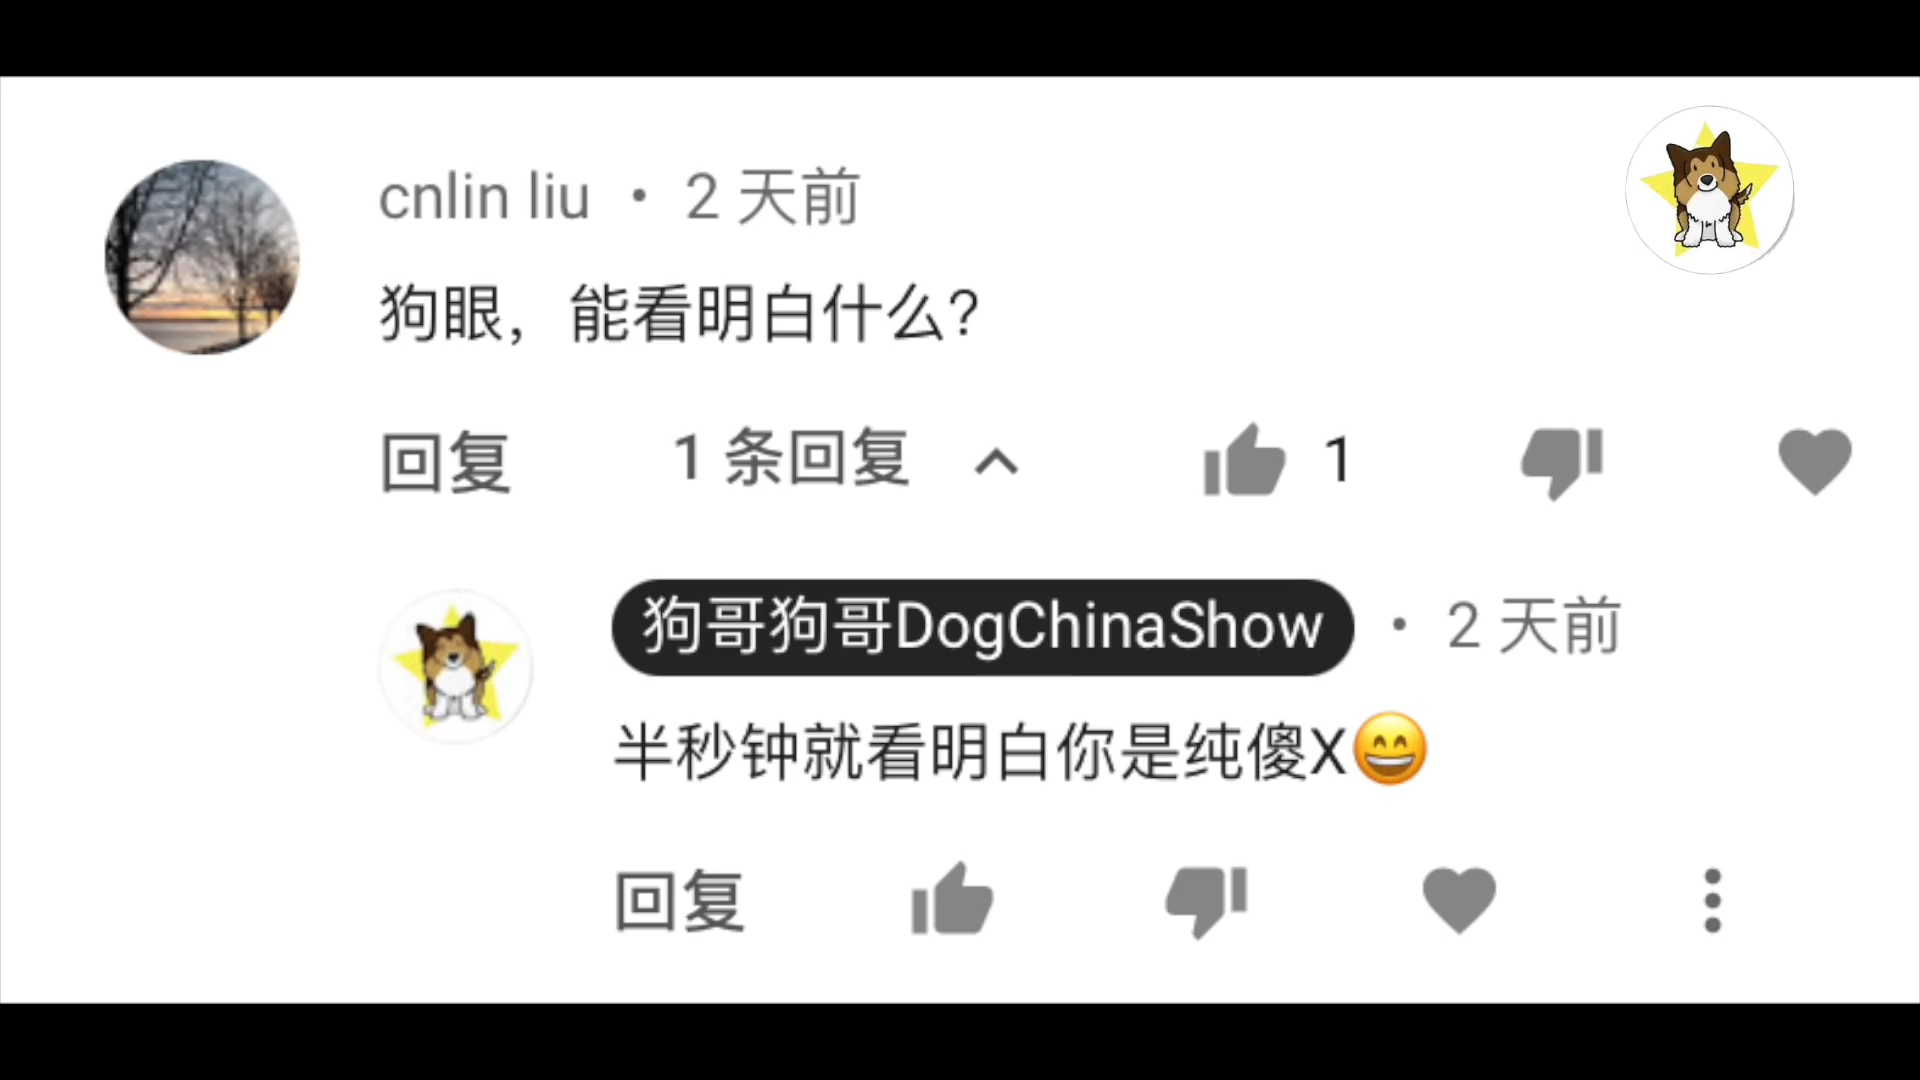 cnlin liu • 2 天前
狗眼，能看明白什么？
回复 1 条回复 1
狗哥狗哥DogChinaShow • 2 天前
半秒钟就看明白你是纯傻X😄
回复